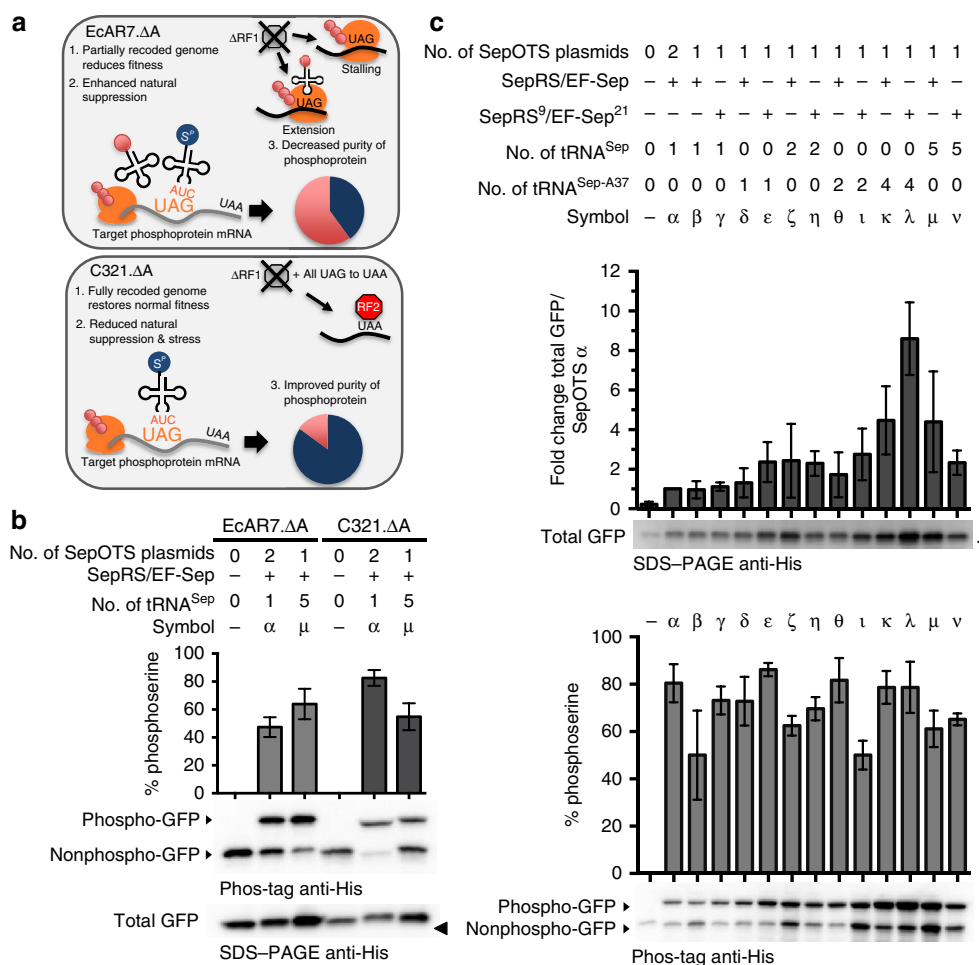 a
EcAR7.ΔA
1. Partially recoded genome
reduces fitness
2. Enhanced natural
suppression
ΔRF1
UAG
Stalling
UAG
Extension
3. Decreased purity of
phosphoprotein
Sᴾ
AUC
UAG
UAA
Target phosphoprotein mRNA
C321.ΔA
1. Fully recoded genome
restores normal fitness
2. Reduced natural
suppression & stress
ΔRF1
+ All UAG to UAA
RF2
UAA
Sᴾ
3. Improved purity of
phosphoprotein
AUC
UAG
UAA
Target phosphoprotein mRNA
b
EcAR7.ΔA C321.ΔA
No. of SepOTS plasmids 0 2 1 0 2 1
SepRS/EF-Sep – + + – + +
No. of tRNA^Sep 0 1 5 0 1 5
Symbol – α μ – α μ
% phosphoserine
100
80
60
40
20
0
Phospho-GFP
Nonphospho-GFP
Phos-tag anti-His
Total GFP
SDS–PAGE anti-His
c
No. of SepOTS plasmids 0 2 1 1 1 1 1 1 1 1 1 1 1 1
SepRS/EF-Sep – + + – + – + – + – + – + –
SepRS⁹/EF-Sep²¹ – – – + – + – + – + – + – +
No. of tRNA^Sep 0 1 1 1 0 0 2 2 0 0 0 0 5 5
No. of tRNA^Sep-A37 0 0 0 0 1 1 0 0 2 2 4 4 0 0
Symbol – α β γ δ ε ζ η θ ι κ λ μ ν
Fold change total GFP/
SepOTS α
12
10
8
6
4
2
0
Total GFP
SDS–PAGE anti-His
– α β γ δ ε ζ η θ ι κ λ μ ν
% phosphoserine
100
80
60
40
20
0
Phospho-GFP
Nonphospho-GFP
Phos-tag anti-His